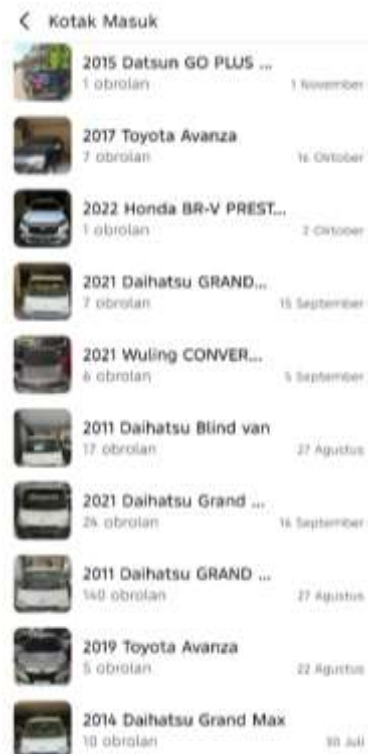 Kotak Masuk
2015 Datsun GO PLUS ...
1 obrolan
1 November
2017 Toyota Avanza
7 obrolan
16 Oktober
2022 Honda BR-V PREST...
1 obrolan
2 Oktober
2021 Daihatsu GRAND...
7 obrolan
15 September
2021 Wuling CONVER...
6 obrolan
5 September
2011 Daihatsu Blind van
17 obrolan
27 Agustus
2021 Daihatsu Grand ...
24 obrolan
14 September
2011 Daihatsu GRAND ...
140 obrolan
27 Agustus
2019 Toyota Avanza
5 obrolan
22 Agustus
2014 Daihatsu Grand Max
10 obrolan
30 Juli